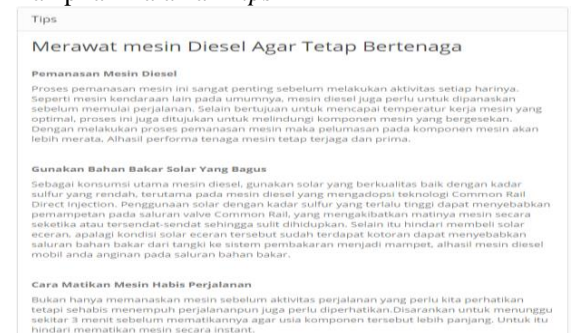 Tips
Tips
Merawat mesin Diesel Agar Tetap Bertenaga
Pemanasan Mesin Diesel
Proses pemanasan mesin ini sangat penting sebelum melakukan aktivitas setiap harinya.
Seperti mesin kendaraan lain pada umumnya, mesin diesel juga perlu untuk dipanaskan
sebelum memulai perjalanan. Selain bertujuan untuk mencapai temperatur kerja mesin yang
optimal, proses ini juga ditujukan untuk melindungi komponen mesin yang bergesekan.
Dengan melakukan proses pemanasan mesin maka pelumasan pada komponen mesin akan
lebih merata. Alhasil performa tenaga mesin tetap terjaga dan prima.
Gunakan Bahan Bakar Solar Yang Bagus
Sebagai konsumsi utama mesin diesel, gunakan solar yang berkualitas baik dengan kadar
sulfur yang rendah, terutama pada mesin diesel yang mengadopsi teknologi Common Rail
Direct Injection. Penggunaan solar dengan kadar sulfur yang terlalu tinggi dapat menyebabkan
pemampetan pada saluran valve Common Rail, yang mengakibatkan matinya mesin secara
seketika atau tersendat-sendat sehingga sulit dihidupkan. Selain itu hindari membeli solar
eceran, apalagi kondisi solar eceran tersebut sudah terdapat kotoran dapat menyebabkan
saluran bahan bakar dari tangki ke sistem pembakaran menjadi mampet, alhasil mesin diesel
mobil anda anginan pada saluran bahan bakar.
Cara Matikan Mesin Habis Perjalanan
Bukan hanya memanaskan mesin sebelum aktivitas perjalanan yang perlu kita perhatikan
tetapi sehabis menempuh perjalananpun juga perlu diperhatikan.Disarankan untuk menunggu
sekitar 3 menit sebelum mematikannya agar usia komponen tersebut lebih panjang. Untuk itu
hindari mematikan mesin secara instant.